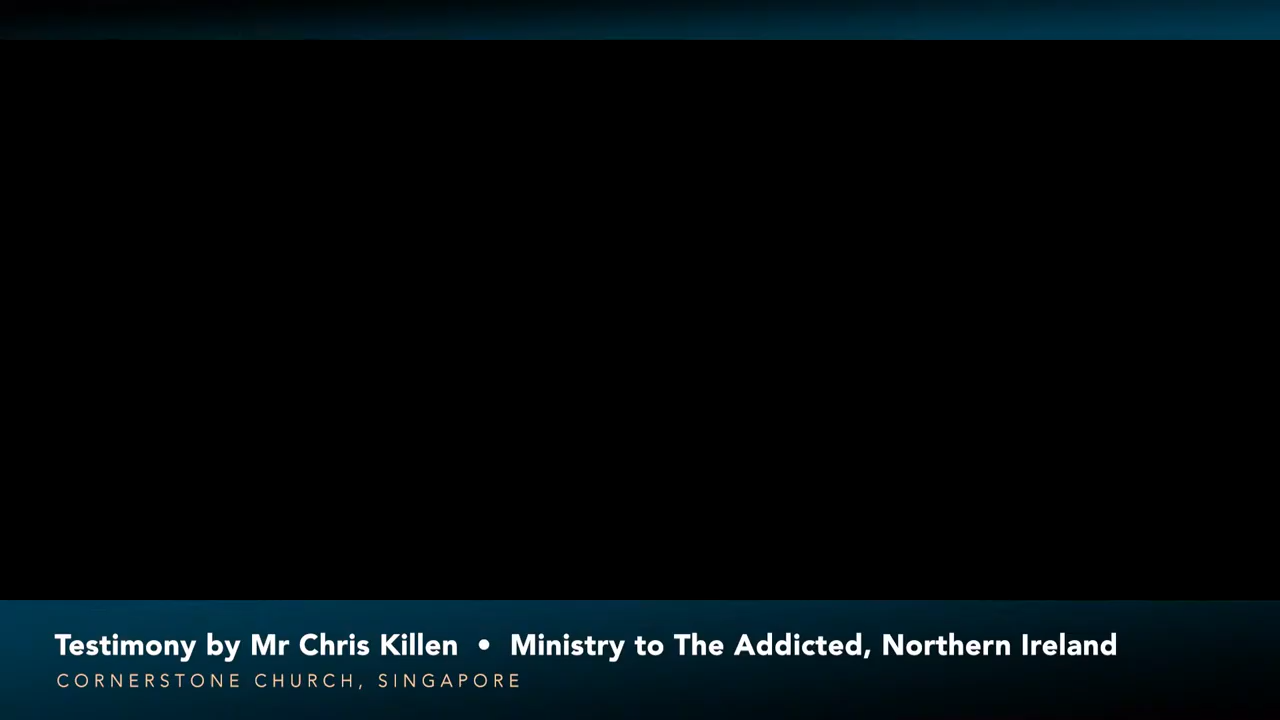 Testimony by Mr Chris Killen • Ministry to The Addicted, Northern Ireland
CORNERSTONE CHURCH, SINGAPORE